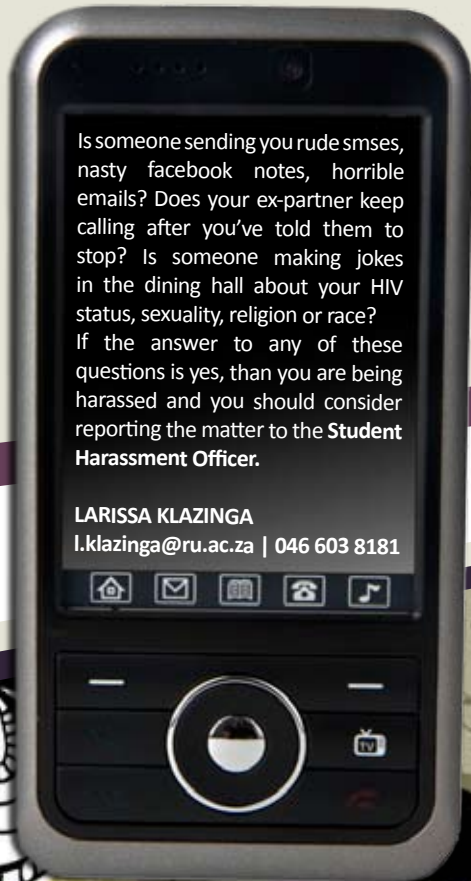 Is someone sending you rude smses,
nasty facebook notes, horrible
emails? Does your ex-partner keep
calling after you’ve told them to
stop? Is someone making jokes
in the dining hall about your HIV
status, sexuality, religion or race?
If the answer to any of these
questions is yes, than you are being
harassed and you should consider
reporting the matter to the Student
Harassment Officer.
LARISSA KLAZINGA
l.klazinga@ru.ac.za | 046 603 8181
TV